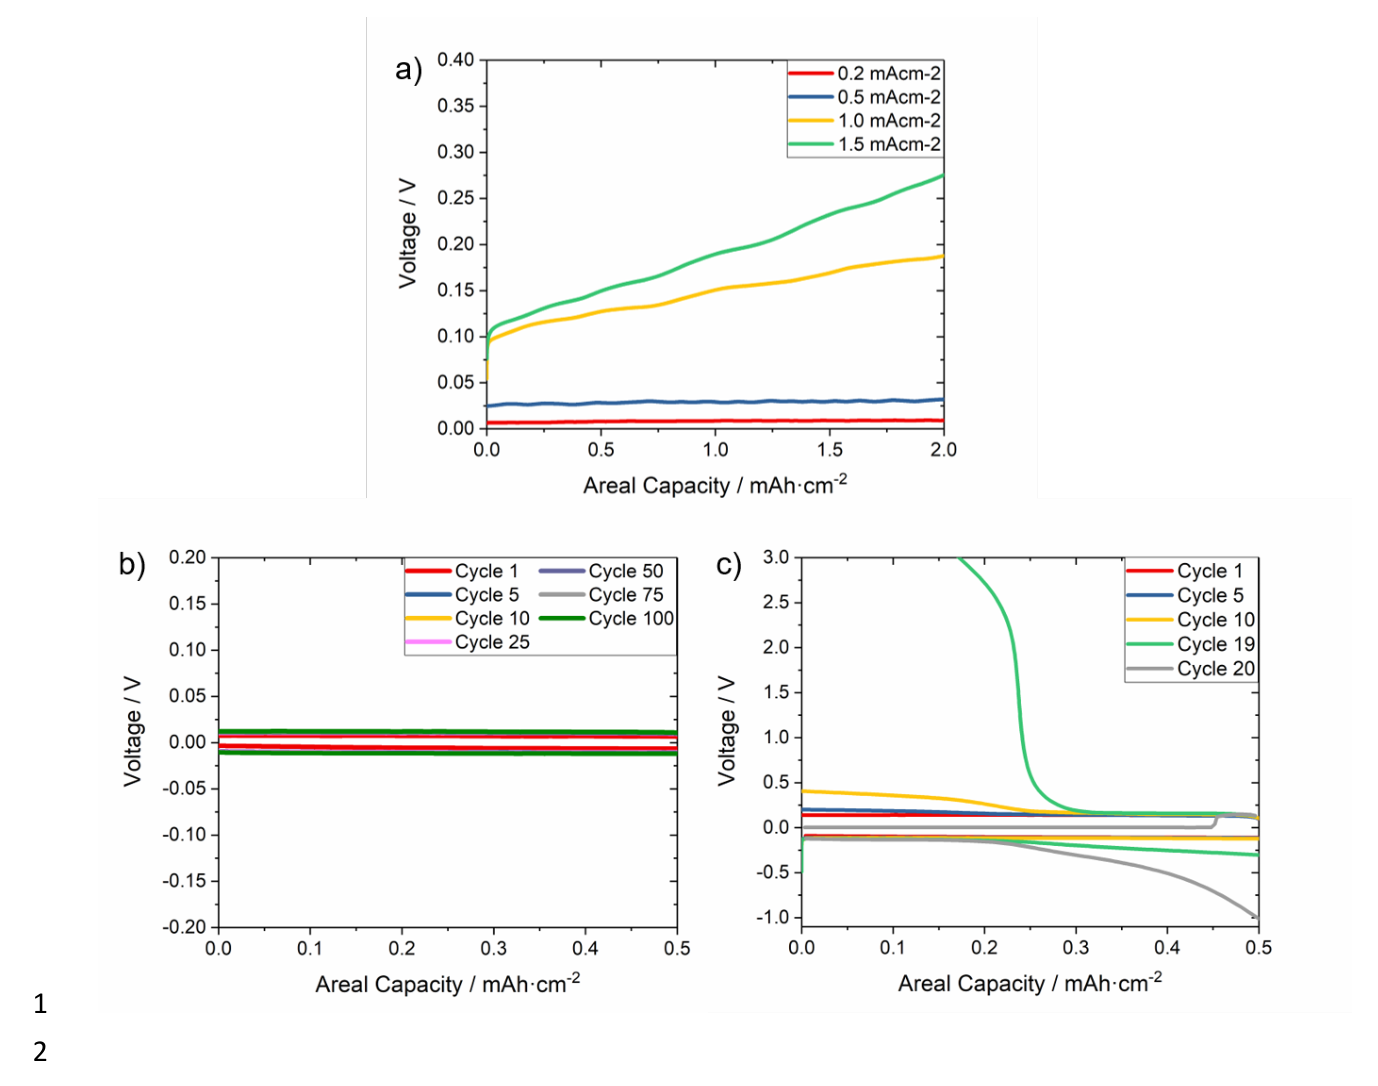 a)
0.40
0.35
0.30
0.25
0.20
0.15
0.10
0.05
0.00
Voltage / V
0.2 mAcm-2
0.5 mAcm-2
1.0 mAcm-2
1.5 mAcm-2
0.0 0.5 1.0 1.5 2.0
Areal Capacity / mAh·cm-2
b)
0.20
0.15
0.10
0.05
0.00
-0.05
-0.10
-0.15
-0.20
Voltage / V
Cycle 1 Cycle 50
Cycle 5 Cycle 75
Cycle 10 Cycle 100
Cycle 25
0.0 0.1 0.2 0.3 0.4 0.5
Areal Capacity / mAh·cm-2
c)
3.0
2.5
2.0
1.5
1.0
0.5
0.0
-0.5
-1.0
Voltage / V
Cycle 1
Cycle 5
Cycle 10
Cycle 19
Cycle 20
0.0 0.1 0.2 0.3 0.4 0.5
Areal Capacity / mAh·cm-2
1
2